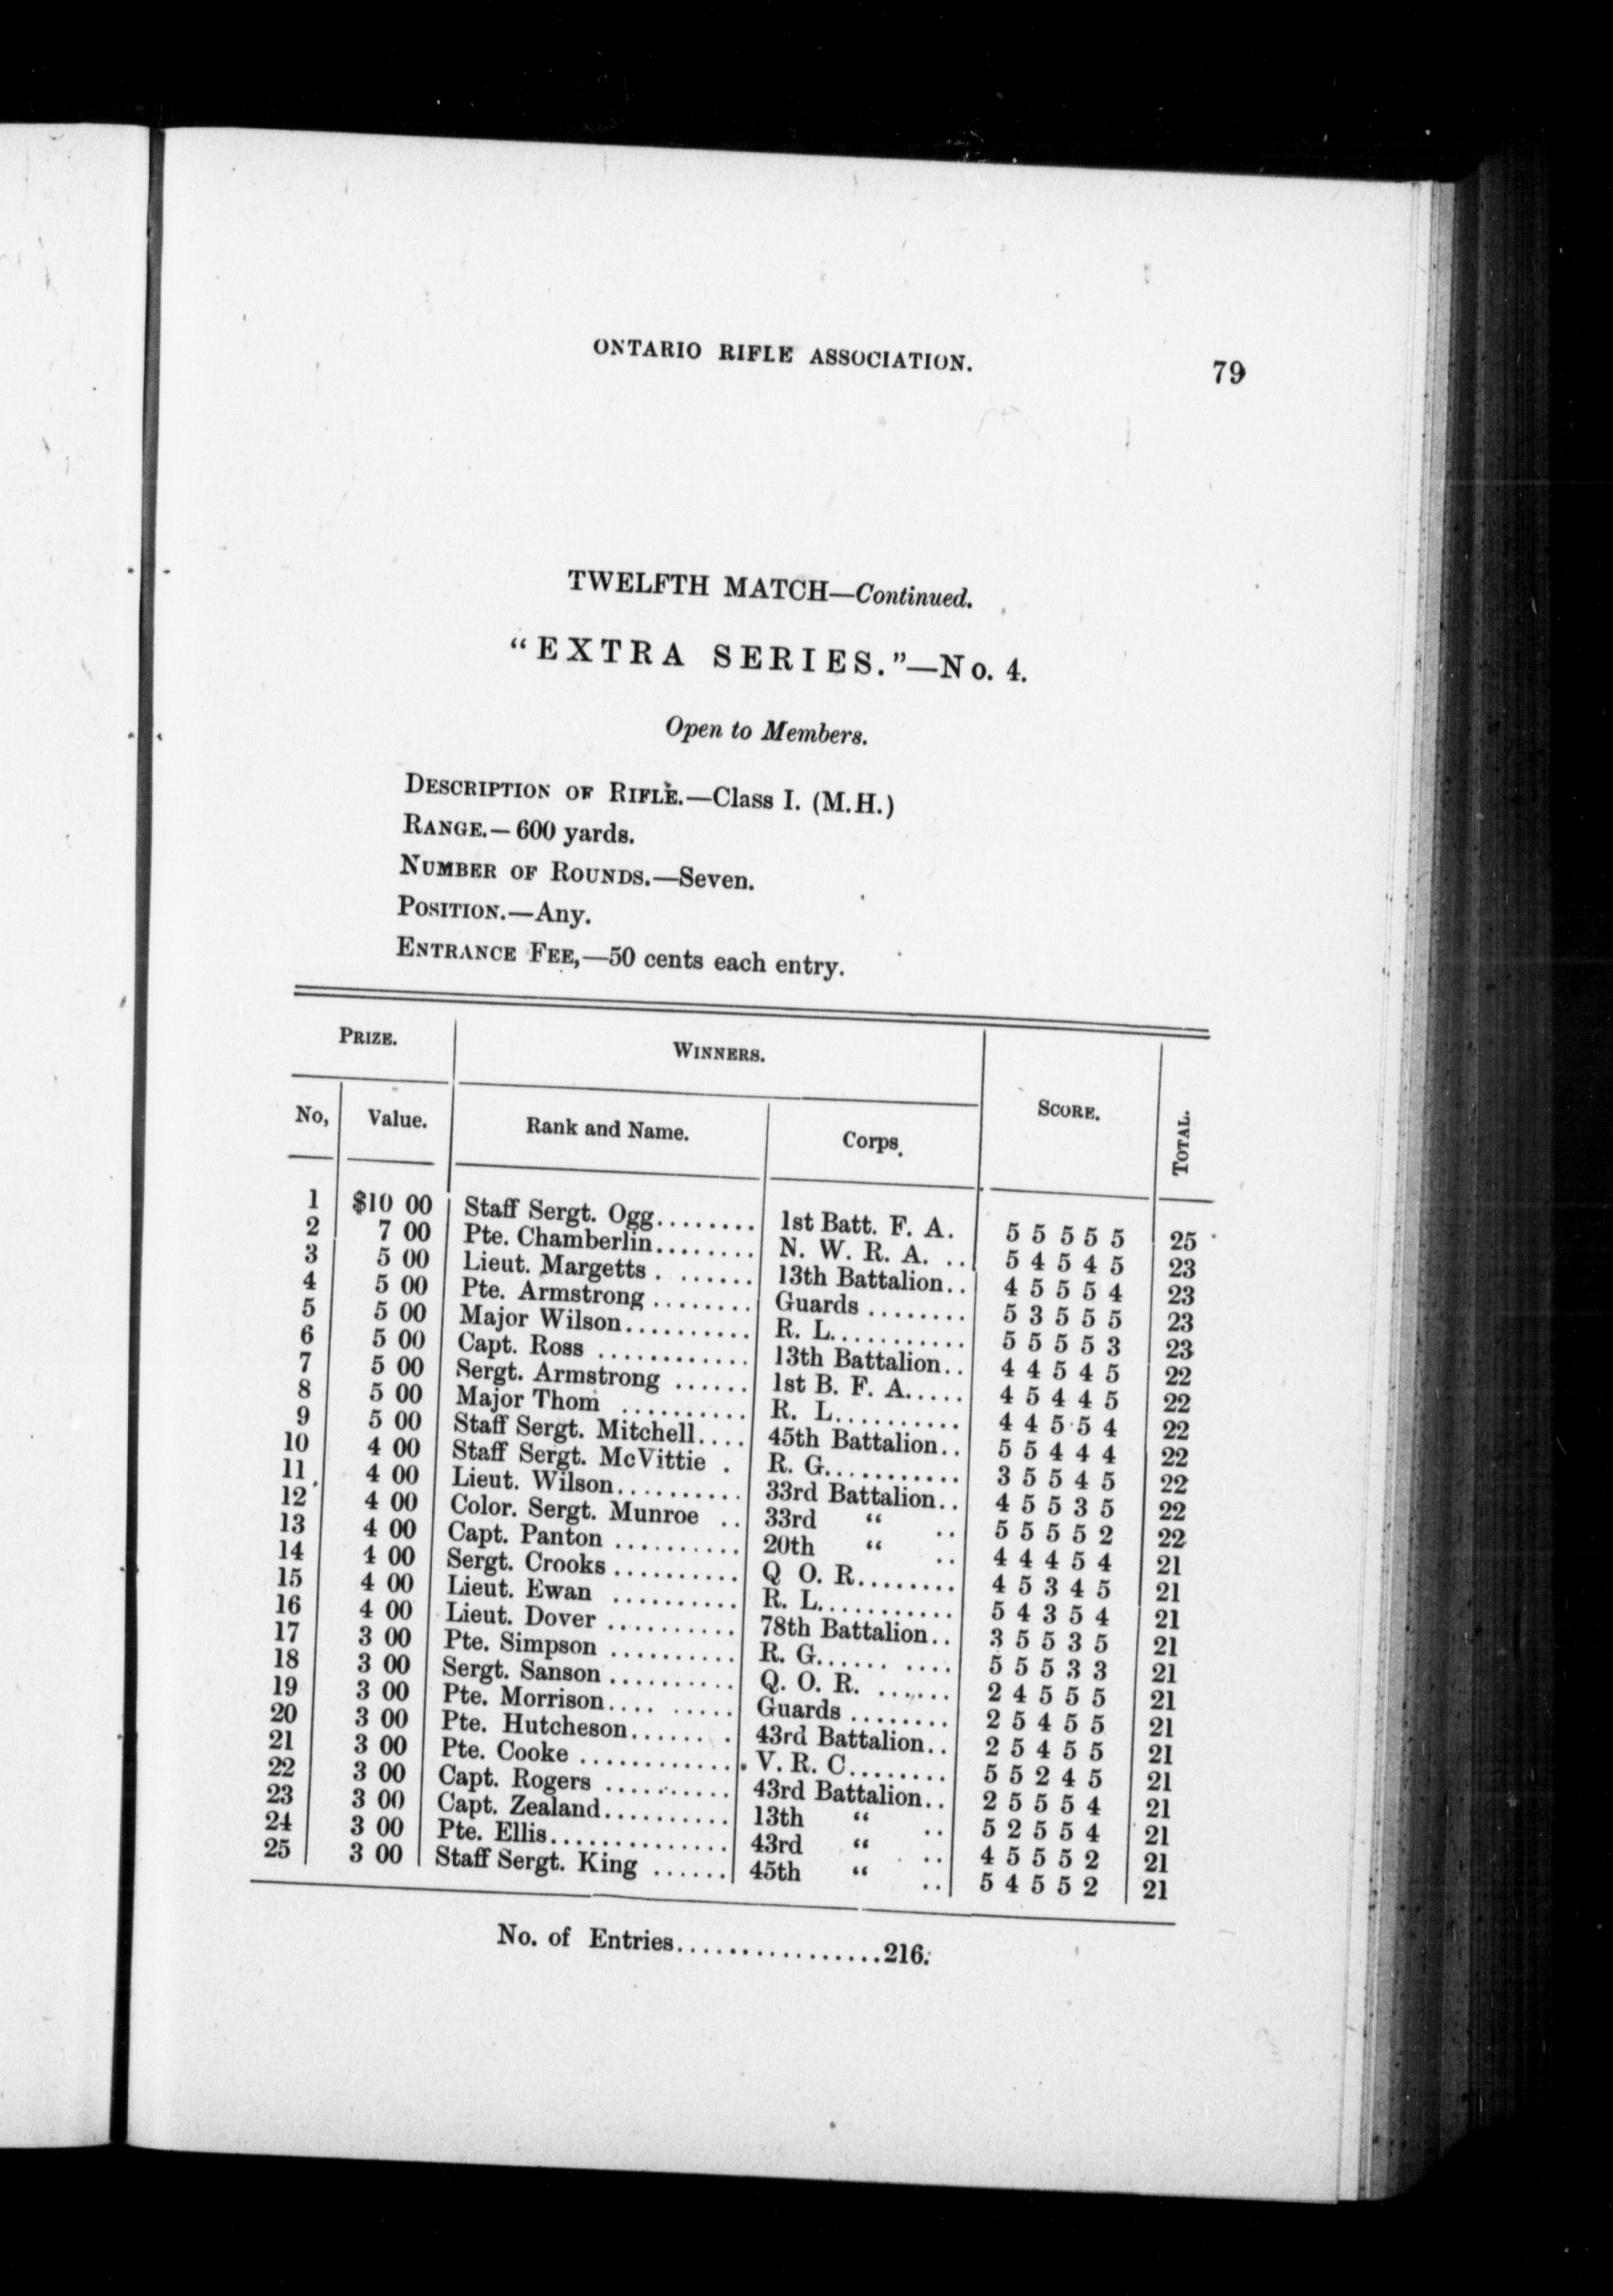 ONTARIO RIFLE ASSOCIATION. 79
TWELFTH MATCH—Continued.
"EXTRA SERIES."—No. 4.
Open to Members.
DESCRIPTION OF RIFLE.—Class I. (M.H.)
RANGE.—600 yards.
NUMBER OF ROUNDS.—Seven.
POSITION.—Any.
ENTRANCE FEE,—50 cents each entry.
PRIZE. WINNERS. SCORE. TOTAL.
No, Value. Rank and Name. Corps.
1 $10 00 Staff Sergt. Ogg........ 1st Batt. F. A. 5 5 5 5 5 25
2 7 00 Pte. Chamberlin........ N. W. R. A. .. 5 4 5 4 5 23
3 5 00 Lieut. Margetts ........ 13th Battalion.. 4 5 5 5 4 23
4 5 00 Pte. Armstrong ........ Guards ........ 5 3 5 5 5 23
5 5 00 Major Wilson.......... R. L........... 5 5 5 5 3 23
6 5 00 Capt. Ross ............ 13th Battalion.. 4 4 5 4 5 22
7 5 00 Sergt. Armstrong ...... 1st B. F. A..... 4 5 4 4 5 22
8 5 00 Major Thom .......... R. L.......... 4 4 5 5 4 22
9 5 00 Staff Sergt. Mitchell.... 45th Battalion.. 5 5 4 4 4 22
10 4 00 Staff Sergt. McVittie . R. G........... 3 5 5 4 5 22
11 4 00 Lieut. Wilson.......... 33rd Battalion.. 4 5 5 3 5 22
12 4 00 Color. Sergt. Munroe .. 33rd " .. 5 5 5 5 2 22
13 4 00 Capt. Panton .......... 20th " .. 4 4 4 5 4 21
14 4 00 Sergt. Crooks .......... Q O. R........ 4 5 3 4 5 21
15 4 00 Lieut. Ewan .......... R. L........... 5 4 3 5 4 21
16 4 00 Lieut. Dover .......... 78th Battalion.. 3 5 5 3 5 21
17 3 00 Pte. Simpson .......... R. G...... .... 5 5 5 3 3 21
18 3 00 Sergt. Sanson .......... Q. O. R. ...... 2 4 5 5 5 21
19 3 00 Pte. Morrison.... ..... Guards ........ 2 5 4 5 5 21
20 3 00 Pte. Hutcheson....... . 43rd Battalion.. 2 5 4 5 5 21
21 3 00 Pte. Cooke ............ V. R. C........ 5 5 2 4 5 21
22 3 00 Capt. Rogers .......... 43rd Battalion.. 2 5 5 5 4 21
23 3 00 Capt. Zealand.......... 13th " .. 5 2 5 5 4 21
24 3 00 Pte. Ellis.............. 43rd " .. 4 5 5 5 2 21
25 3 00 Staff Sergt. King ...... 45th " .. 5 4 5 5 2 21
No. of Entries................216.